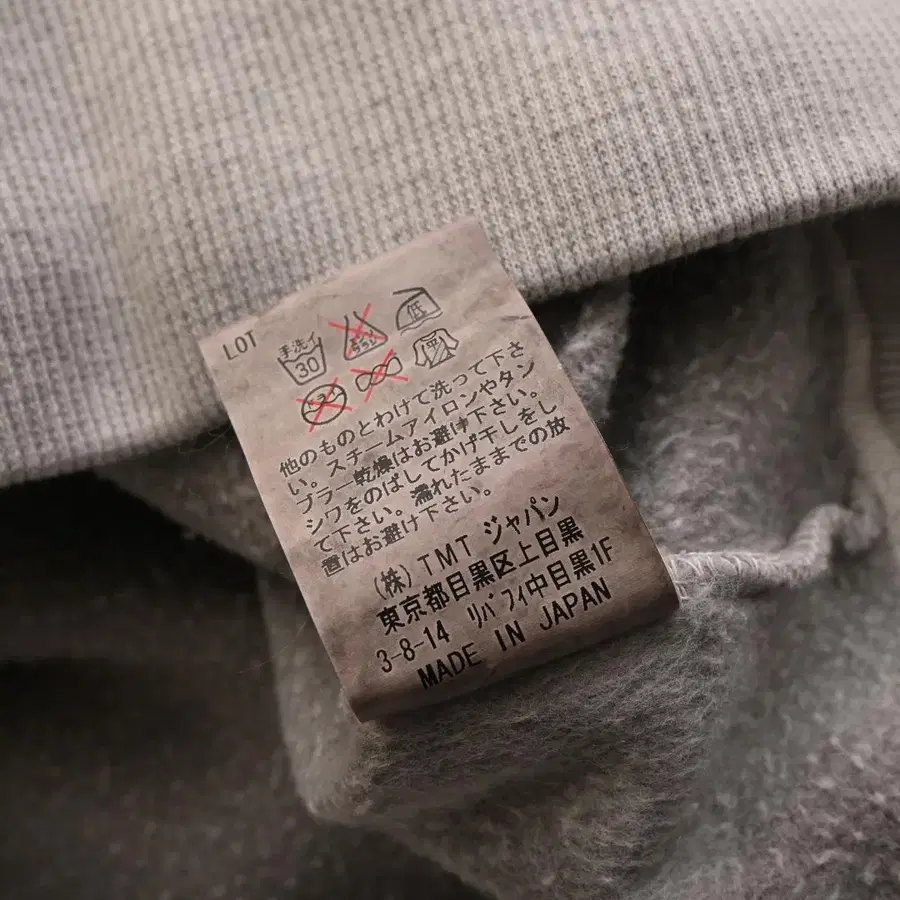 LOT
手洗イ
30
低
他のものとわけて洗って下さ
い。スチームアイロンやタン
ブラー乾燥はお避け下さい。
シワをのばしてかげ干しをし
て下さい。濡れたままでの放
置はお避け下さい。
(株) TMT ジャパン
東京都目黒区上目黒
3-8-14 リバフィ中目黒1F
MADE IN JAPAN